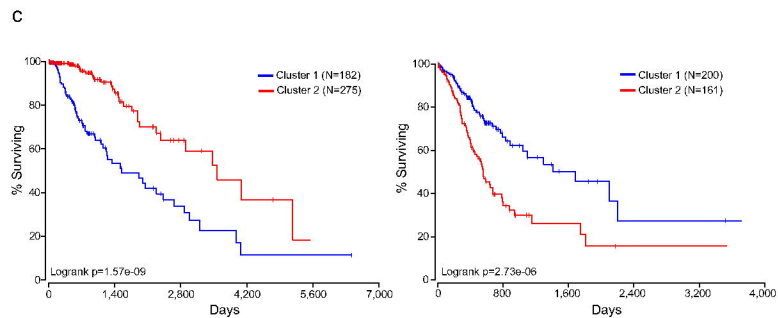 C
100
80
60
40
20
0
% Surviving
Cluster 1 (N=182)
Cluster 2 (N=275)
Logrank p=1.57e-09
0 1,400 2,800 4,200 5,600 7,000
Days
100
80
60
40
20
0
% Surviving
Cluster 1 (N=200)
Cluster 2 (N=161)
Logrank p=2.73e-06
0 800 1,600 2,400 3,200 4,000
Days